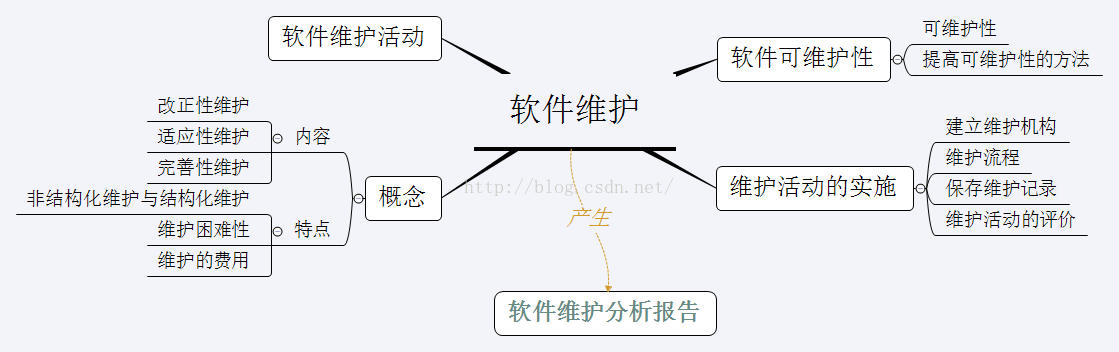 软件维护
软件可维护性
可维护性
提高可维护性的方法
维护活动的实施
建立维护机构
维护流程
保存维护记录
维护活动的评价
软件维护活动
概念
内容
改正性维护
适应性维护
完善性维护
特点
非结构化维护与结构化维护
维护困难性
维护的费用
http://blog.csdn.net/
产生
软件维护分析报告